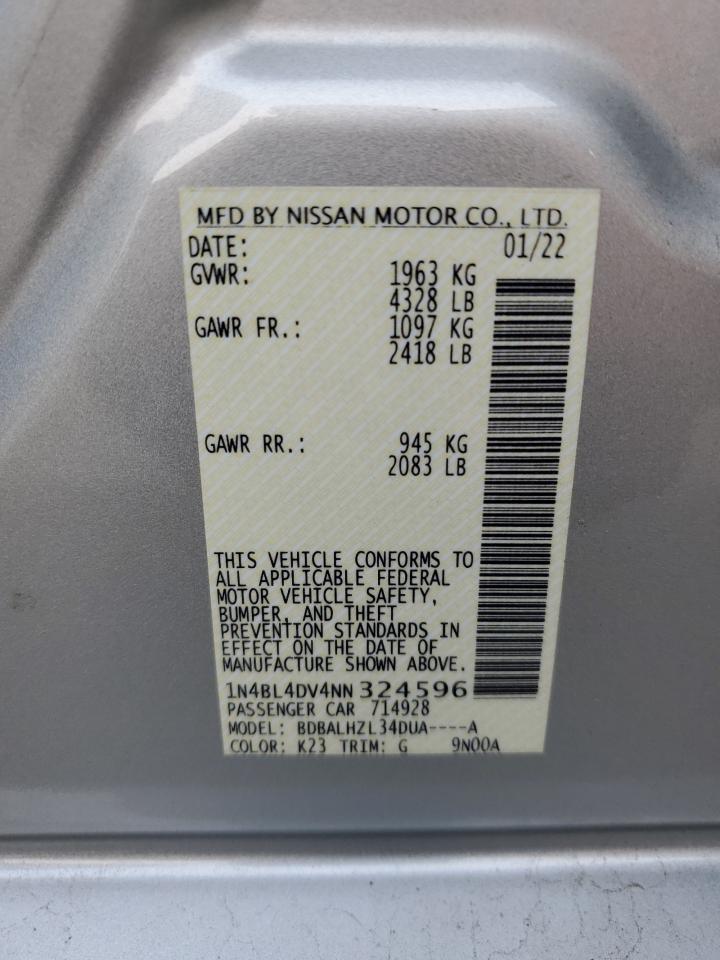 MFD BY NISSAN MOTOR CO., LTD.
DATE: 01/22
GVWR: 1963 KG
4328 LB
GAWR FR.: 1097 KG
2418 LB
GAWR RR.: 945 KG
2083 LB
THIS VEHICLE CONFORMS TO
ALL APPLICABLE FEDERAL
MOTOR VEHICLE SAFETY,
BUMPER, AND THEFT
PREVENTION STANDARDS IN
EFFECT ON THE DATE OF
MANUFACTURE SHOWN ABOVE.
1N4BL4DV4NN 324596
PASSENGER CAR 714928
MODEL: BDBALHZL34DUA----A
COLOR: K23 TRIM: G 9N00A